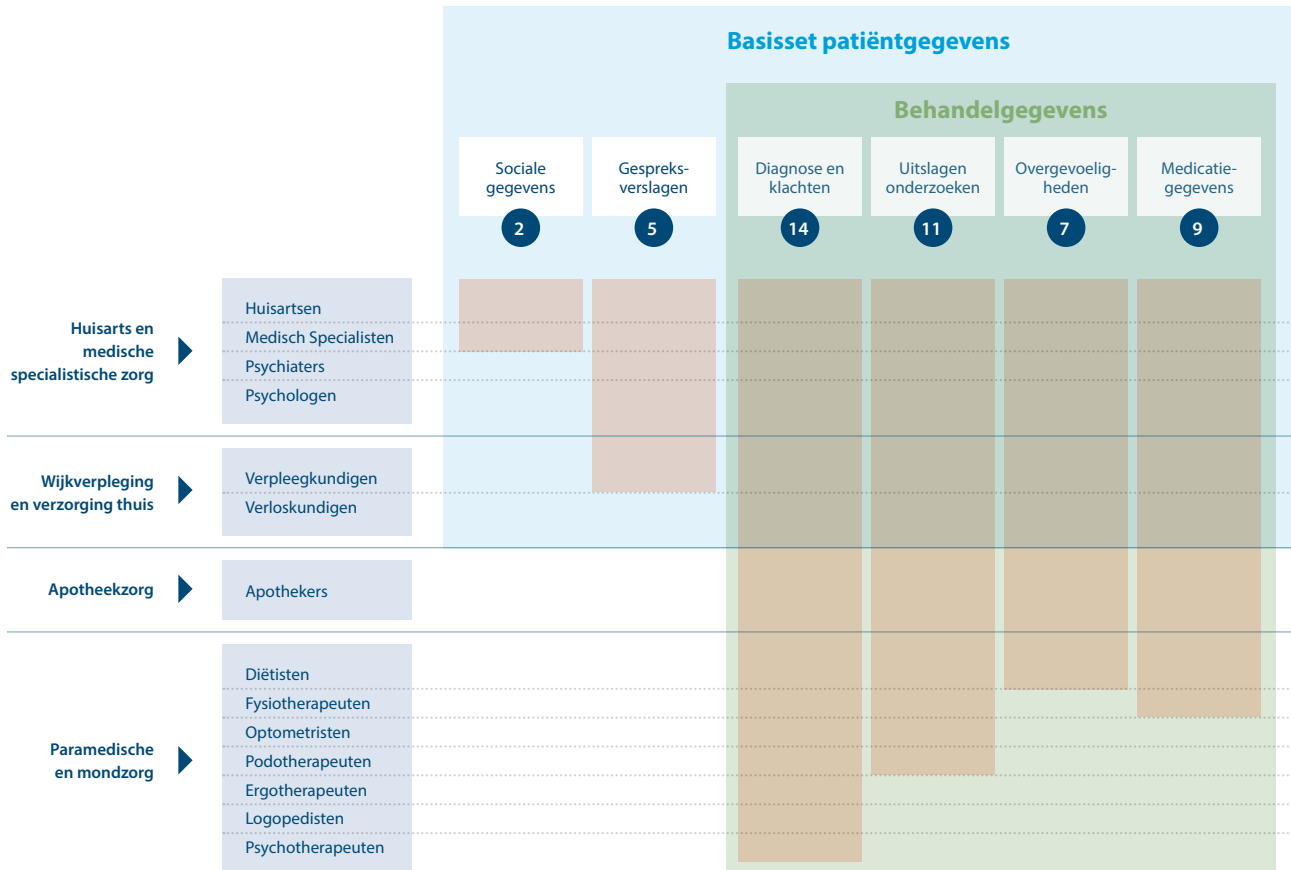 Basisset patiëntgegevens
Behandelgegevens
Sociale
gegevens
Gespreks-
verslagen
Diagnose en
klachten
Uitslagen
onderzoeken
Overgevoelig-
heden
Medicatie-
gegevens
2
5
14
11
7
9
Huisarts en
medische
specialistische zorg
Huisartsen
Medisch Specialisten
Psychiaters
Psychologen
Wijkverpleging
en verzorging thuis
Verpleegkundigen
Verloskundigen
Apotheekzorg
Apothekers
Paramedische
en mondzorg
Diëtisten
Fysiotherapeuten
Optometristen
Podotherapeuten
Ergotherapeuten
Logopedisten
Psychotherapeuten